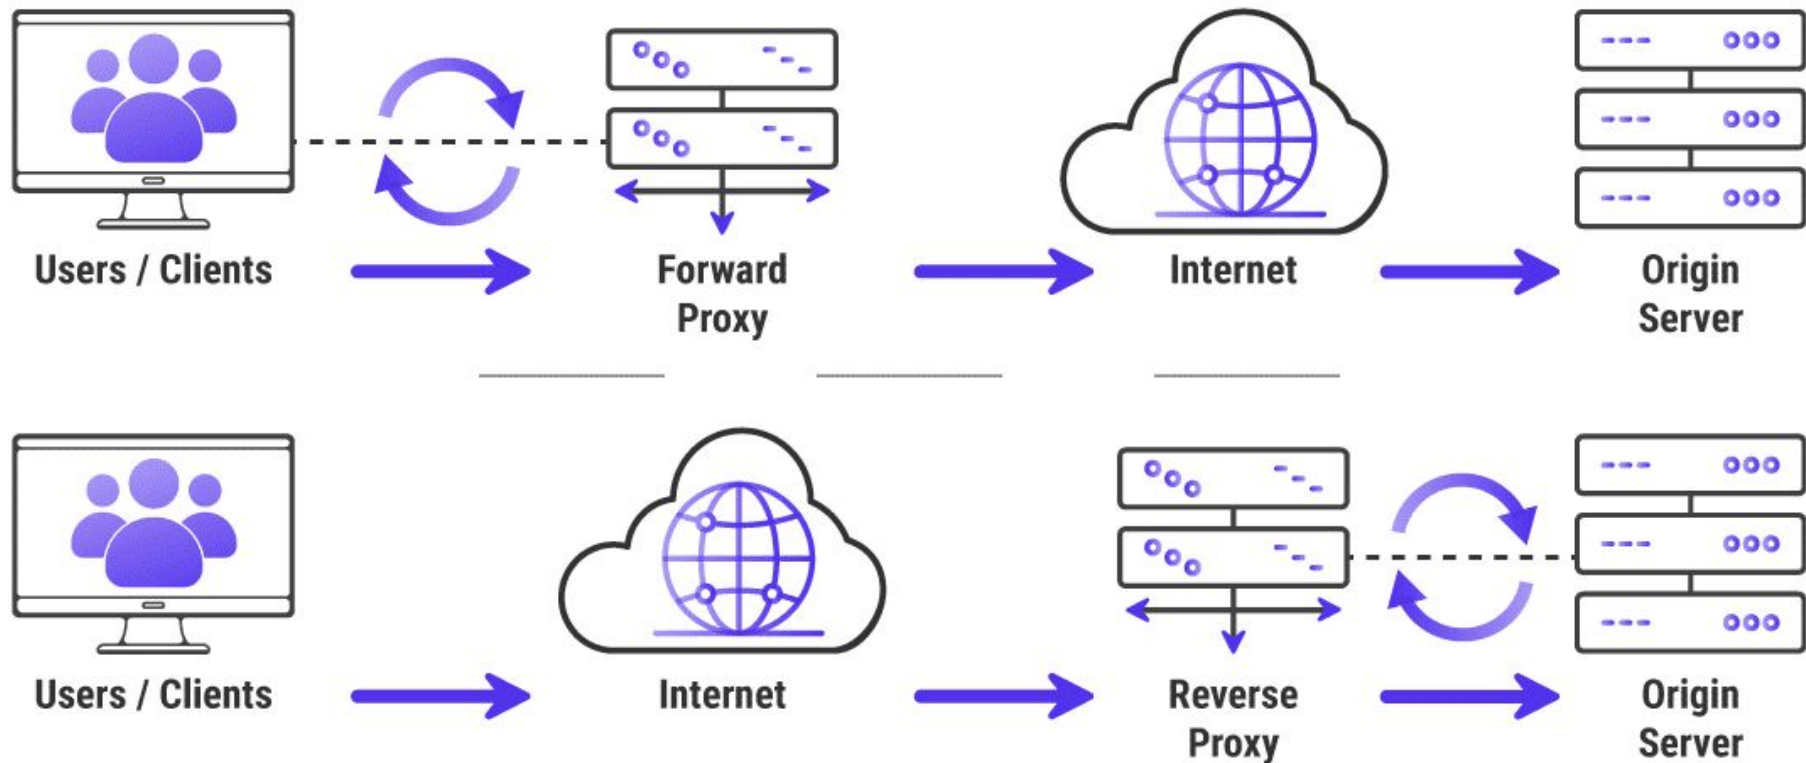 Users / Clients
Forward
Proxy
Internet
Origin
Server
Users / Clients
Internet
Reverse
Proxy
Origin
Server